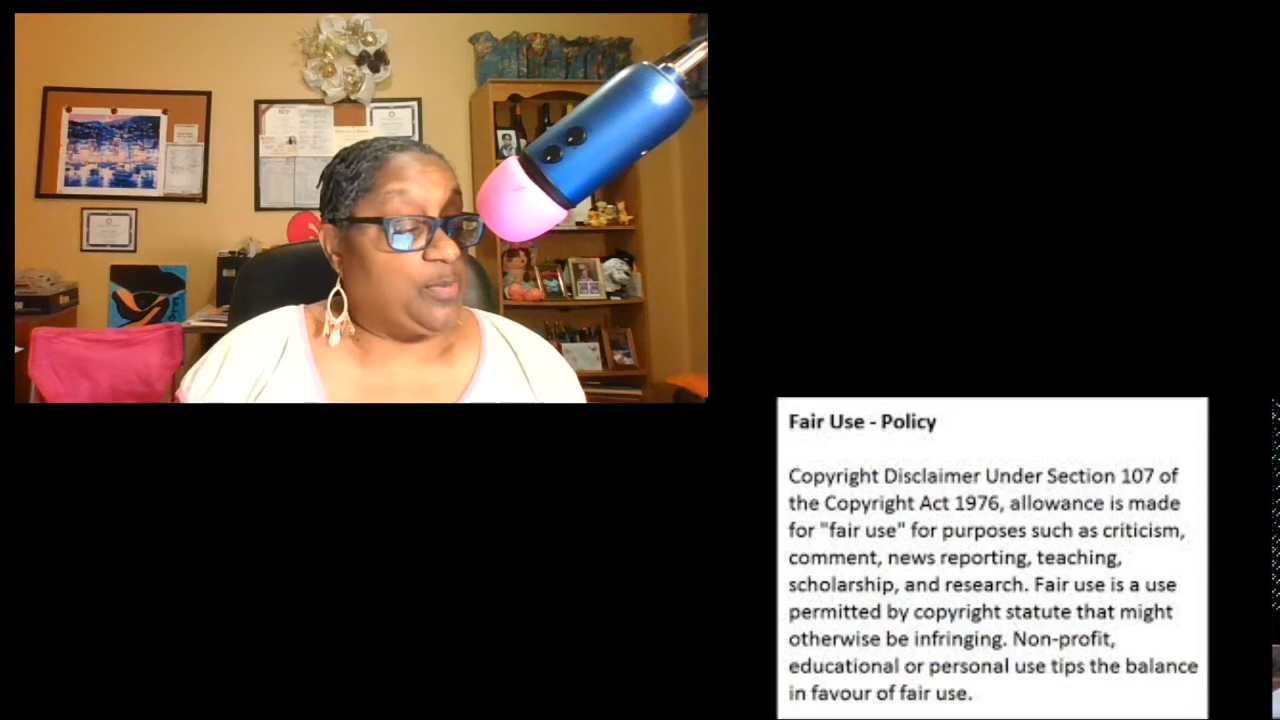 Fair Use - Policy
Copyright Disclaimer Under Section 107 of
the Copyright Act 1976, allowance is made
for "fair use" for purposes such as criticism,
comment, news reporting, teaching,
scholarship, and research. Fair use is a use
permitted by copyright statute that might
otherwise be infringing. Non-profit,
educational or personal use tips the balance
in favour of fair use.